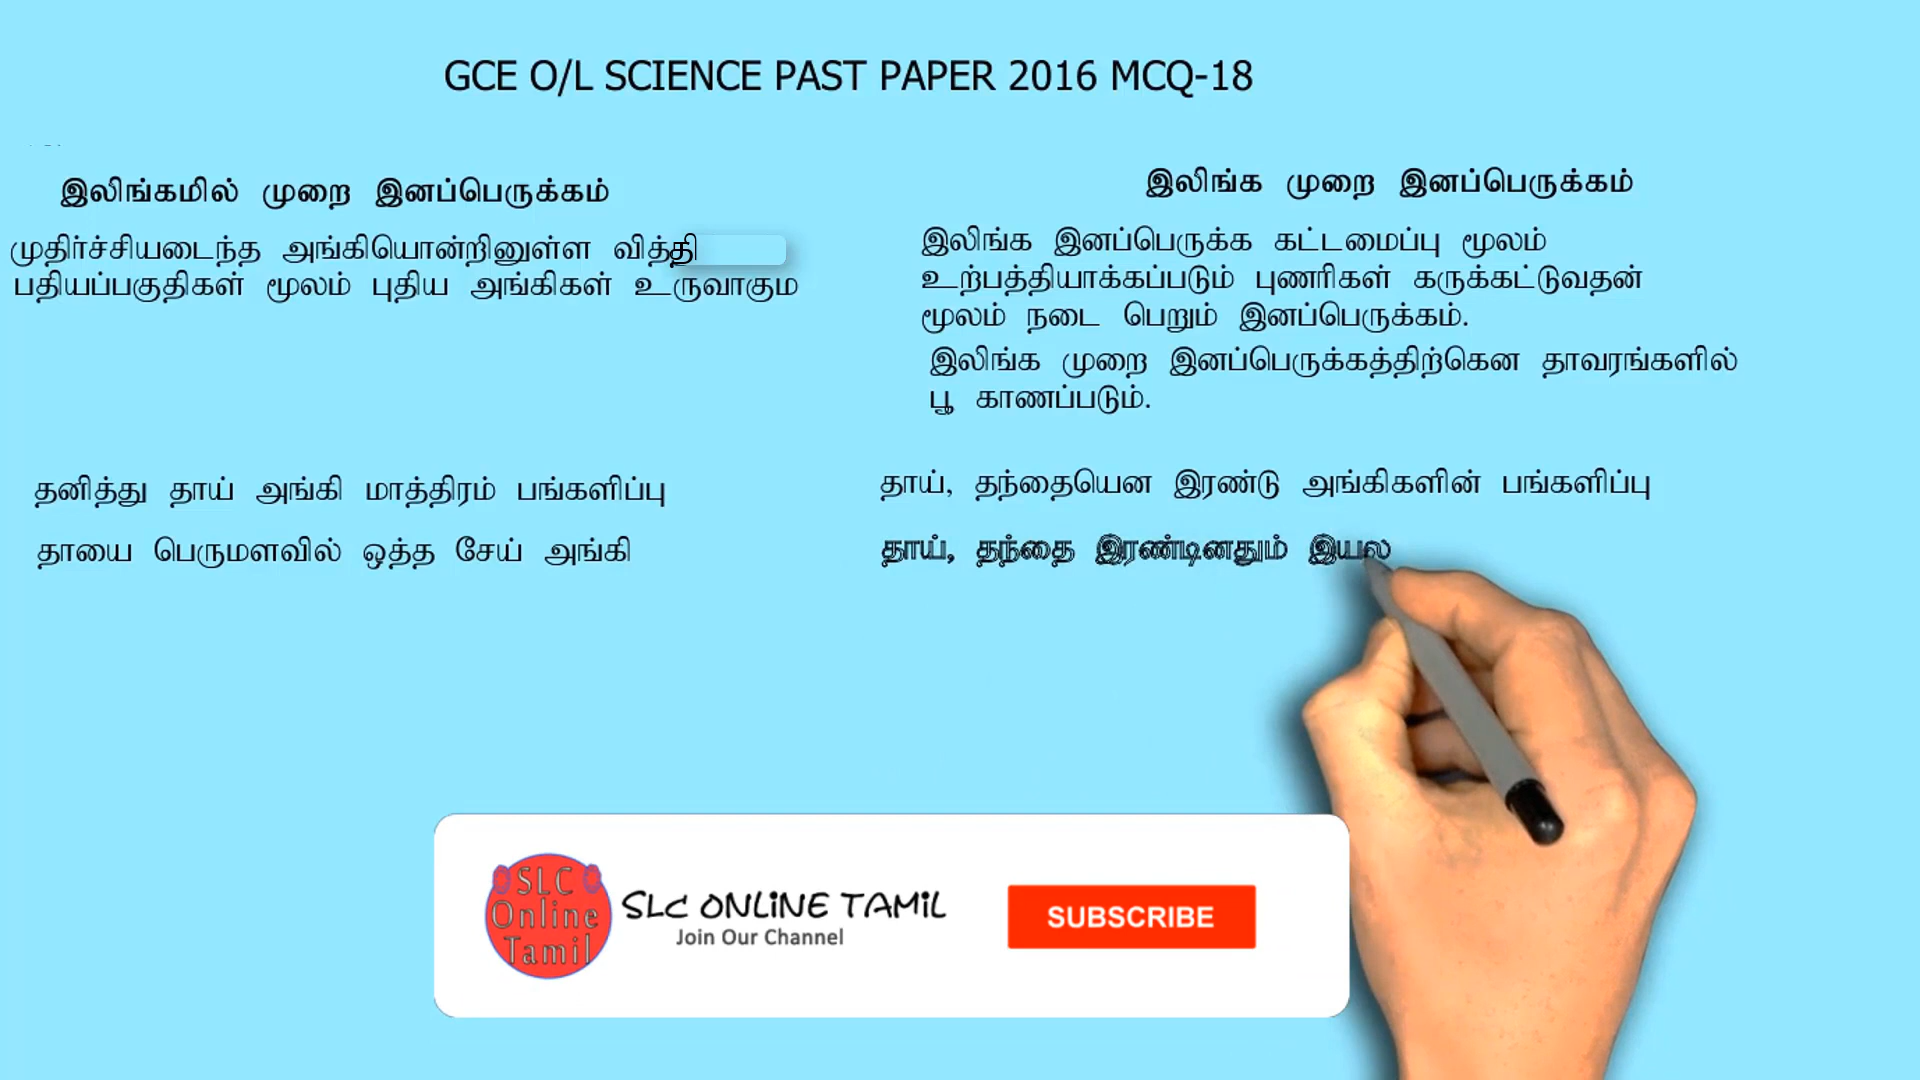 GCE O/L SCIENCE PAST PAPER 2016 MCQ-18
இலிங்கமில் முறை இனப்பெருக்கம்
முதிர்ச்சியடைந்த அங்கியொன்றினுள்ள வித்தி
பதியப்பகுதிகள் மூலம் புதிய அங்கிகள் உருவாகும
தனித்து தாய் அங்கி மாத்திரம் பங்களிப்பு
தாயை பெருமளவில் ஒத்த சேய் அங்கி
இலிங்க முறை இனப்பெருக்கம்
இலிங்க இனப்பெருக்க கட்டமைப்பு மூலம்
உற்பத்தியாக்கப்படும் புணரிகள் கருக்கட்டுவதன்
மூலம் நடை பெறும் இனப்பெருக்கம்.
இலிங்க முறை இனப்பெருக்கத்திற்கென தாவரங்களில்
பூ காணப்படும்.
தாய், தந்தையென இரண்டு அங்கிகளின் பங்களிப்பு
தாய், தந்தை இரண்டினதும் இயல
SLC
Online
Tamil
SLC ONLINE TAMIL
Join Our Channel
SUBSCRIBE